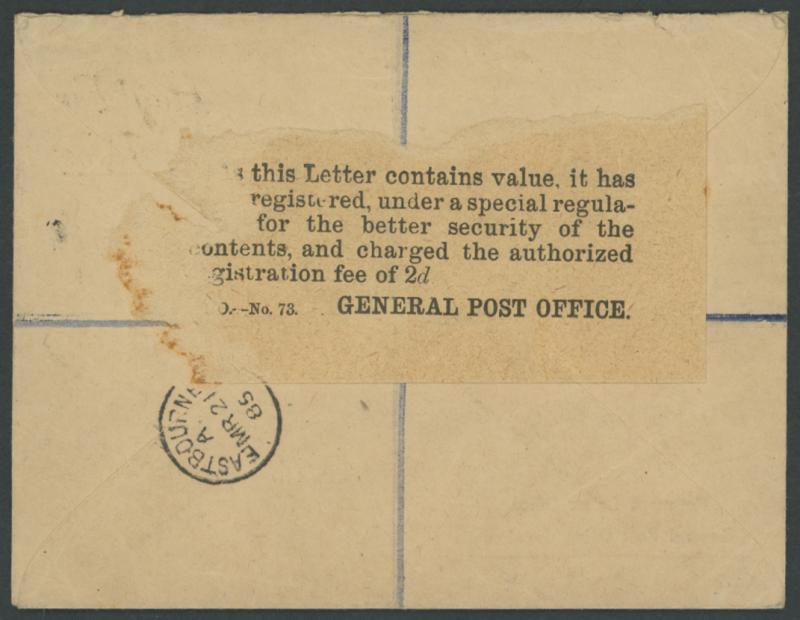 this Letter contains value, it has
registered, under a special regula-
for the better security of the
contents, and charged the authorized
gistration fee of 2d
No. 73. GENERAL POST OFFICE.
EASTBOURNE
A
MR 21
85